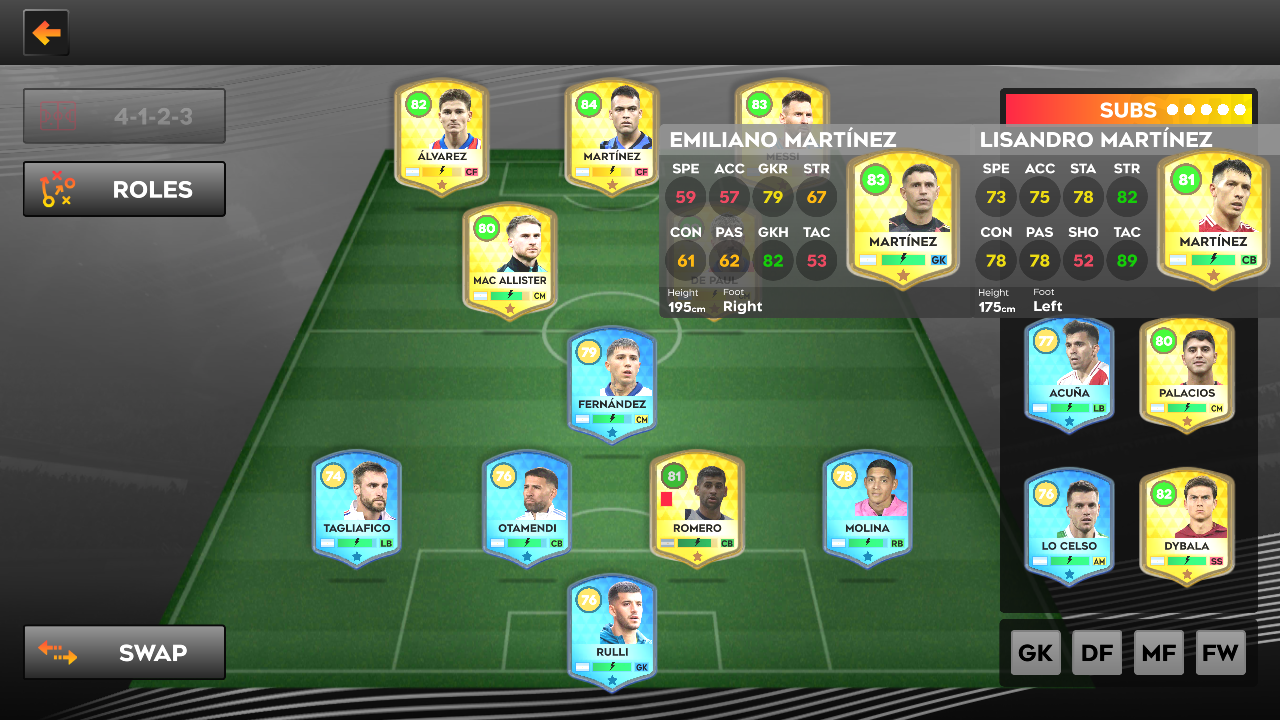 4-1-2-3
ROLES
SWAP
82
ÁLVAREZ
CF
84
MARTÍNEZ
CF
83
MESSI
80
MAC ALLISTER
CM
DE PAUL
79
FERNÁNDEZ
CM
74
TAGLIAFICO
LB
76
OTAMENDI
CB
81
ROMERO
CB
78
MOLINA
RB
76
RULLI
GK
SUBS
EMILIANO MARTÍNEZ
SPE ACC GKR STR
59 57 79 67
CON PAS GKH TAC
61 62 82 53
Height Foot
195cm Right
83
MARTÍNEZ
GK
LISANDRO MARTÍNEZ
SPE ACC STA STR
73 75 78 82
CON PAS SHO TAC
78 78 52 89
Height Foot
175cm Left
81
MARTÍNEZ
CB
77
ACUÑA
LB
80
PALACIOS
CM
76
LO CELSO
AM
82
DYBALA
SS
GK DF MF FW